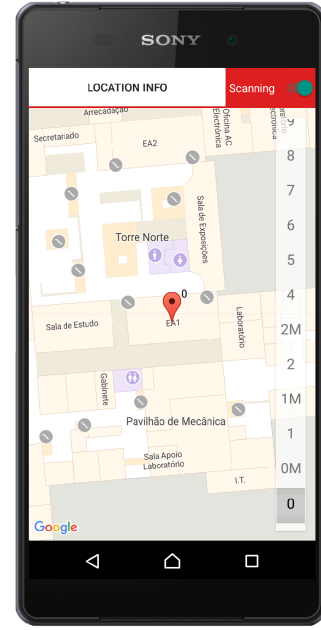 SONY
LOCATION INFO
Scanning
Arrecadação
Oficina AC
Electrónica
Secretariado
EA2
9
8
7
Sala de Exposições
6
Torre Norte
5
0
4
EA1
Sala de Estudo
Laboratório
2M
2
Gabinete
1M
Pavilhão de Mecânica
1
Sala Apoio
Laboratório
0M
I.T.
0
Google